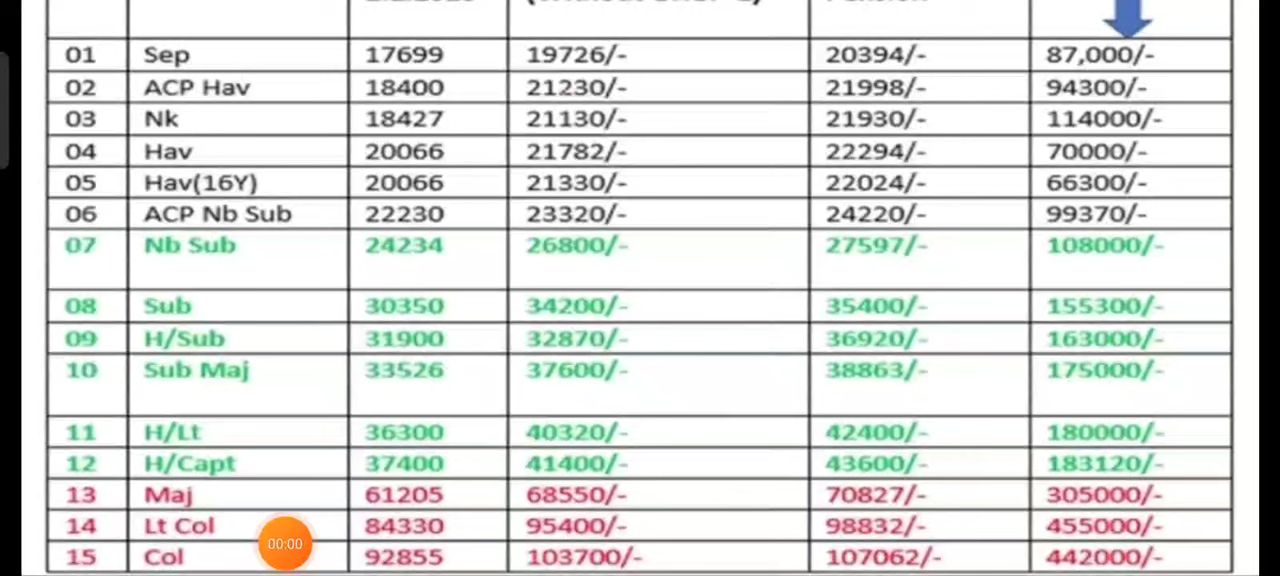 01 Sep 17699 19726/- 20394/- 87,000/-
02 ACP Hav 18400 21230/- 21998/- 94300/-
03 Nk 18427 21130/- 21930/- 114000/-
04 Hav 20066 21782/- 22294/- 70000/-
05 Hav(16Y) 20066 21330/- 22024/- 66300/-
06 ACP Nb Sub 22230 23320/- 24220/- 99370/-
07 Nb Sub 24234 26800/- 27597/- 108000/-
08 Sub 30350 34200/- 35400/- 155300/-
09 H/Sub 31900 32870/- 36920/- 163000/-
10 Sub Maj 33526 37600/- 38863/- 175000/-
11 H/Lt 36300 40320/- 42400/- 180000/-
12 H/Capt 37400 41400/- 43600/- 183120/-
13 Maj 61205 68550/- 70827/- 305000/-
14 Lt Col 84330 95400/- 98832/- 455000/-
00:00
15 Col 92855 103700/- 107062/- 442000/-